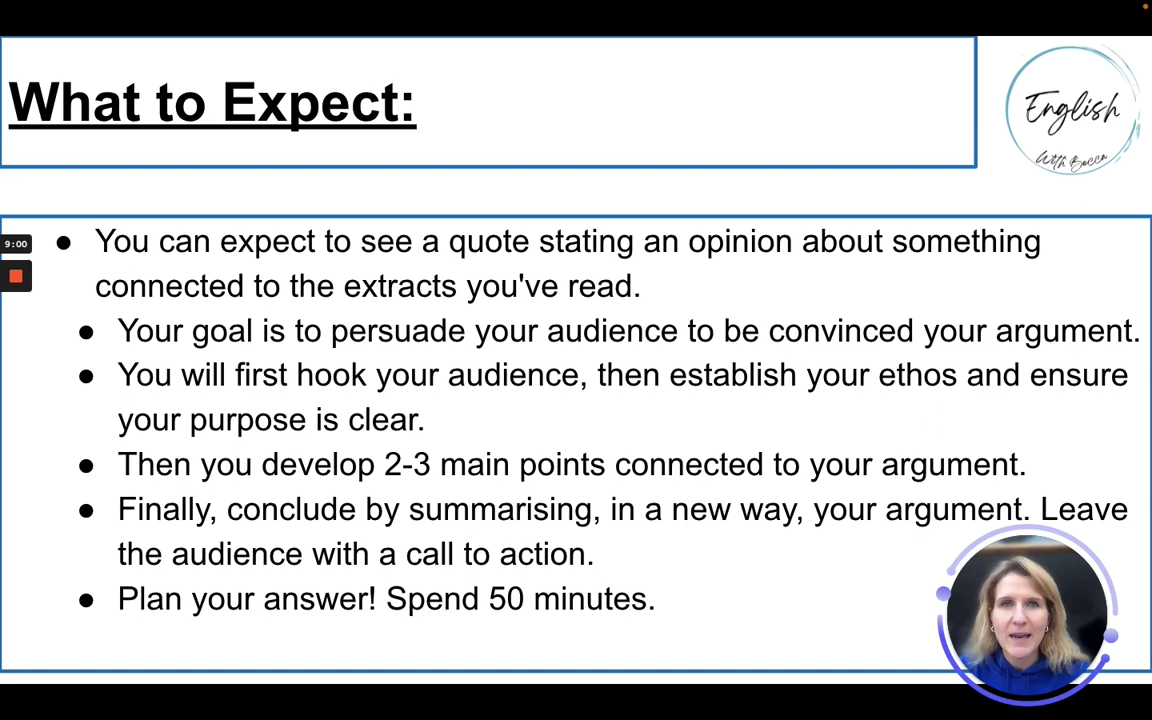 What to Expect:
English
With Becca
9:00
● You can expect to see a quote stating an opinion about something
connected to the extracts you've read.
● Your goal is to persuade your audience to be convinced your argument.
● You will first hook your audience, then establish your ethos and ensure
your purpose is clear.
● Then you develop 2-3 main points connected to your argument.
● Finally, conclude by summarising, in a new way, your argument. Leave
the audience with a call to action.
● Plan your answer! Spend 50 minutes.